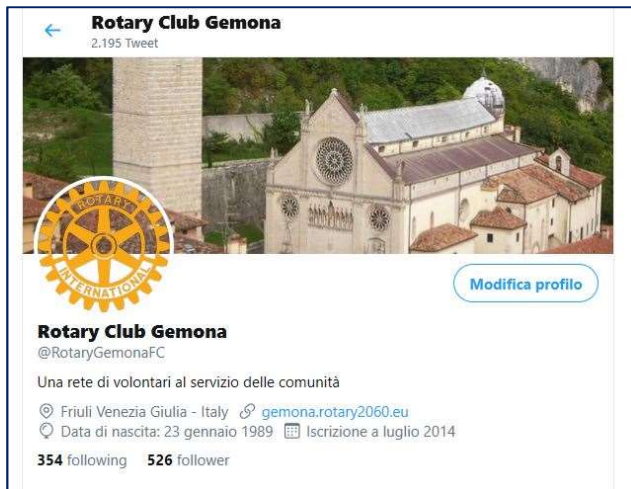 Rotary Club Gemona
2.195 Tweet
ROTARY
INTERNATIONAL
Modifica profilo
Rotary Club Gemona
@RotaryGemonaFC
Una rete di volontari al servizio delle comunità
Friuli Venezia Giulia - Italy gemona.rotary2060.eu
Data di nascita: 23 gennaio 1989 Iscrizione a luglio 2014
354 following 526 follower